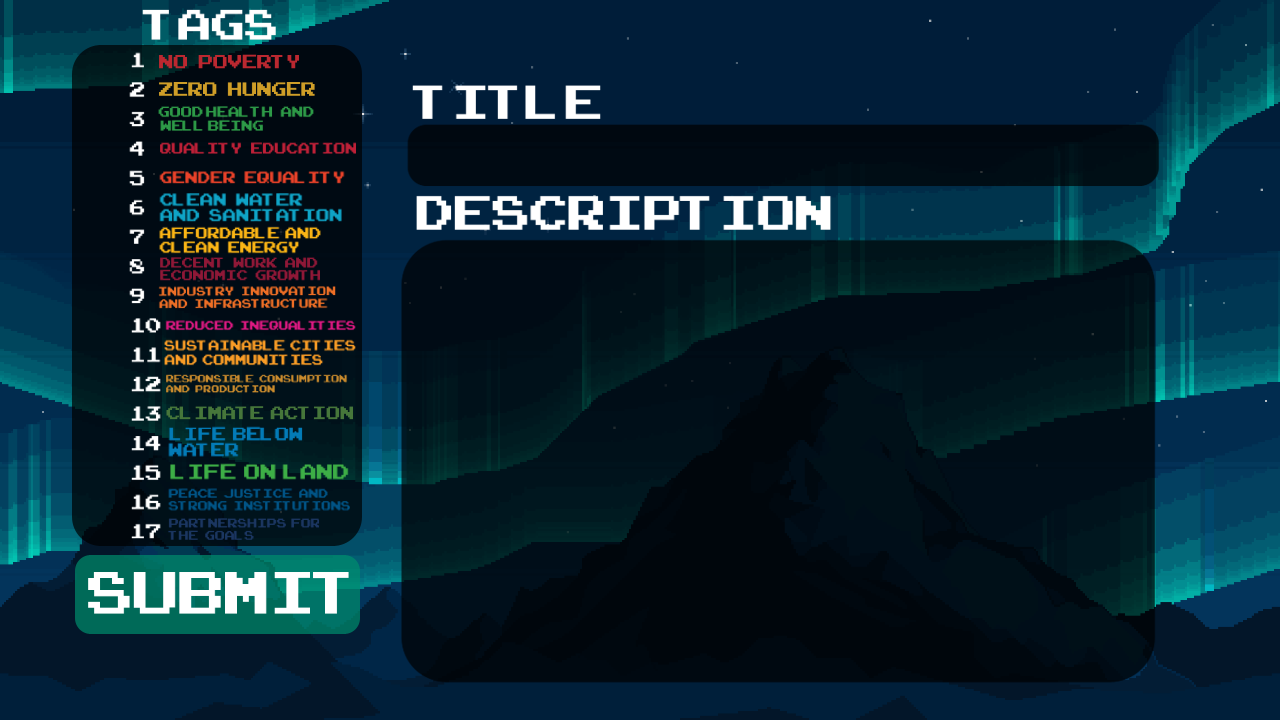 TAGS
1 NO POVERTY
2 ZERO HUNGER
3 GOOD HEALTH AND
WELL BEING
4 QUALITY EDUCATION
5 GENDER EQUALITY
6 CLEAN WATER
AND SANITATION
7 AFFORDABLE AND
CLEAN ENERGY
8 DECENT WORK AND
ECONOMIC GROWTH
9 INDUSTRY INNOVATION
AND INFRASTRUCTURE
10 REDUCED INEQUALITIES
11 SUSTAINABLE CITIES
AND COMMUNITIES
12 RESPONSIBLE CONSUMPTION
AND PRODUCTION
13 CLIMATE ACTION
14 LIFE BELOW
WATER
15 LIFE ON LAND
16 PEACE JUSTICE AND
STRONG INSTITUTIONS
17 PARTNERSHIPS FOR
THE GOALS
SUBMIT
TITLE
DESCRIPTION